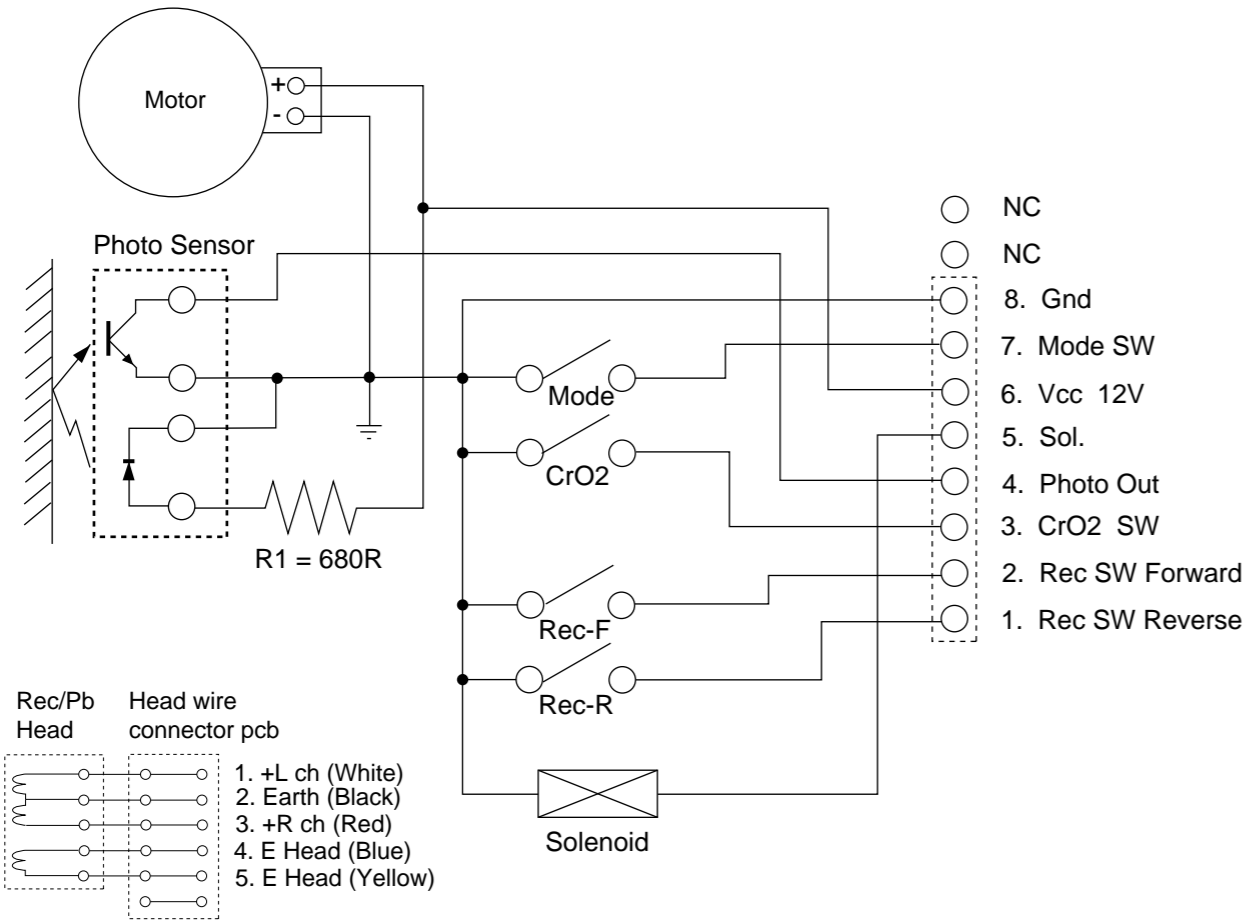 Motor
+
-
Photo Sensor
R1 = 680R
Mode
CrO2
Rec-F
Rec-R
Solenoid
NC
NC
8. Gnd
7. Mode SW
6. Vcc 12V
5. Sol.
4. Photo Out
3. CrO2 SW
2. Rec SW Forward
1. Rec SW Reverse
Rec/Pb
Head
Head wire
connector pcb
1. +L ch (White)
2. Earth (Black)
3. +R ch (Red)
4. E Head (Blue)
5. E Head (Yellow)